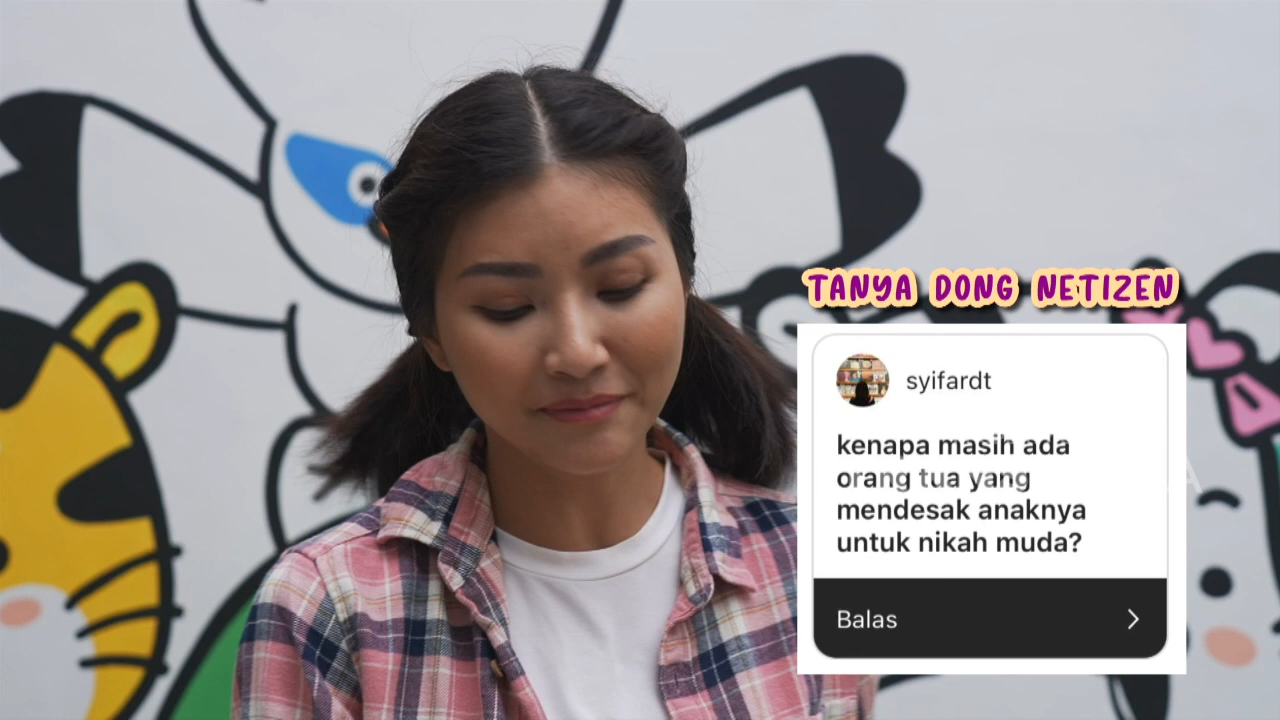 TANYA DONG NETIZEN
syifardt
kenapa masih ada
orang tua yang
mendesak anaknya
untuk nikah muda?
Balas